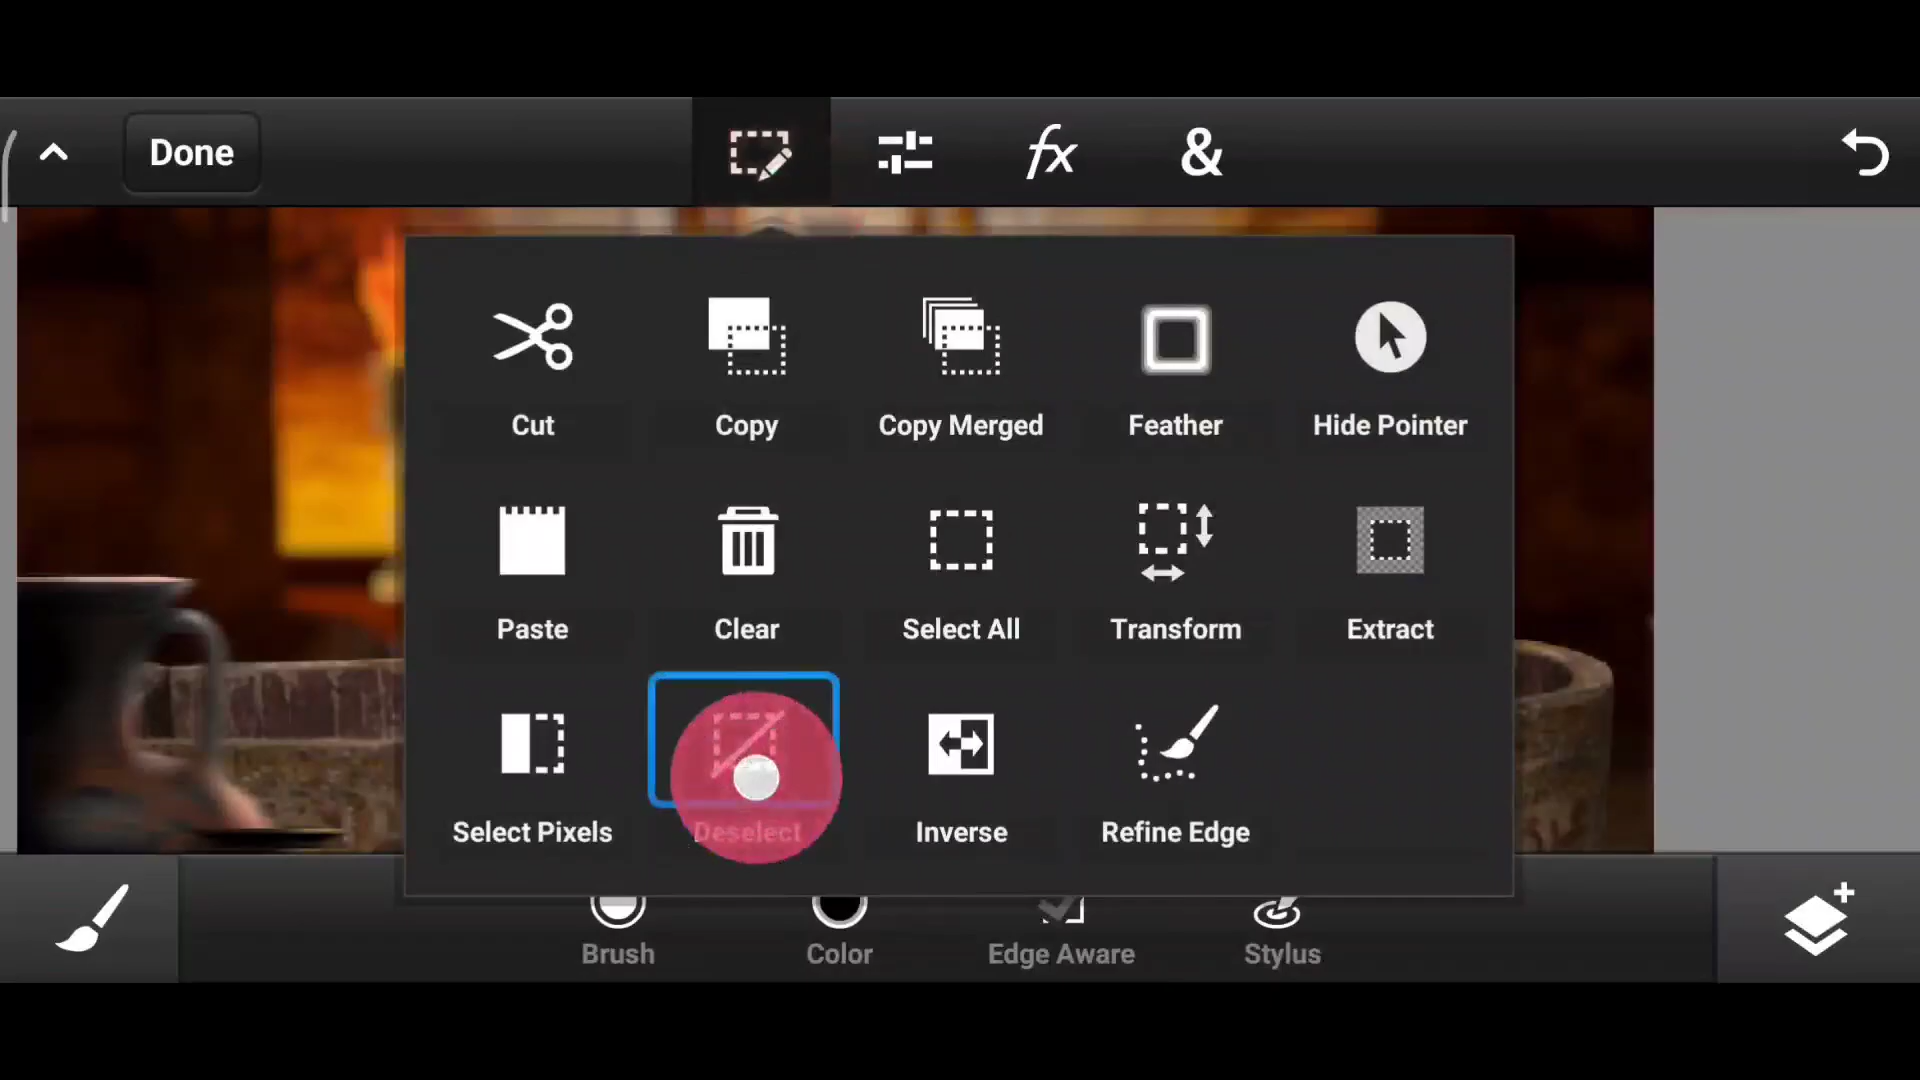 Done
fx
&
Cut
Copy
Copy Merged
Feather
Hide Pointer
Paste
Clear
Select All
Transform
Extract
Select Pixels
Deselect
Inverse
Refine Edge
Brush
Color
Edge Aware
Stylus